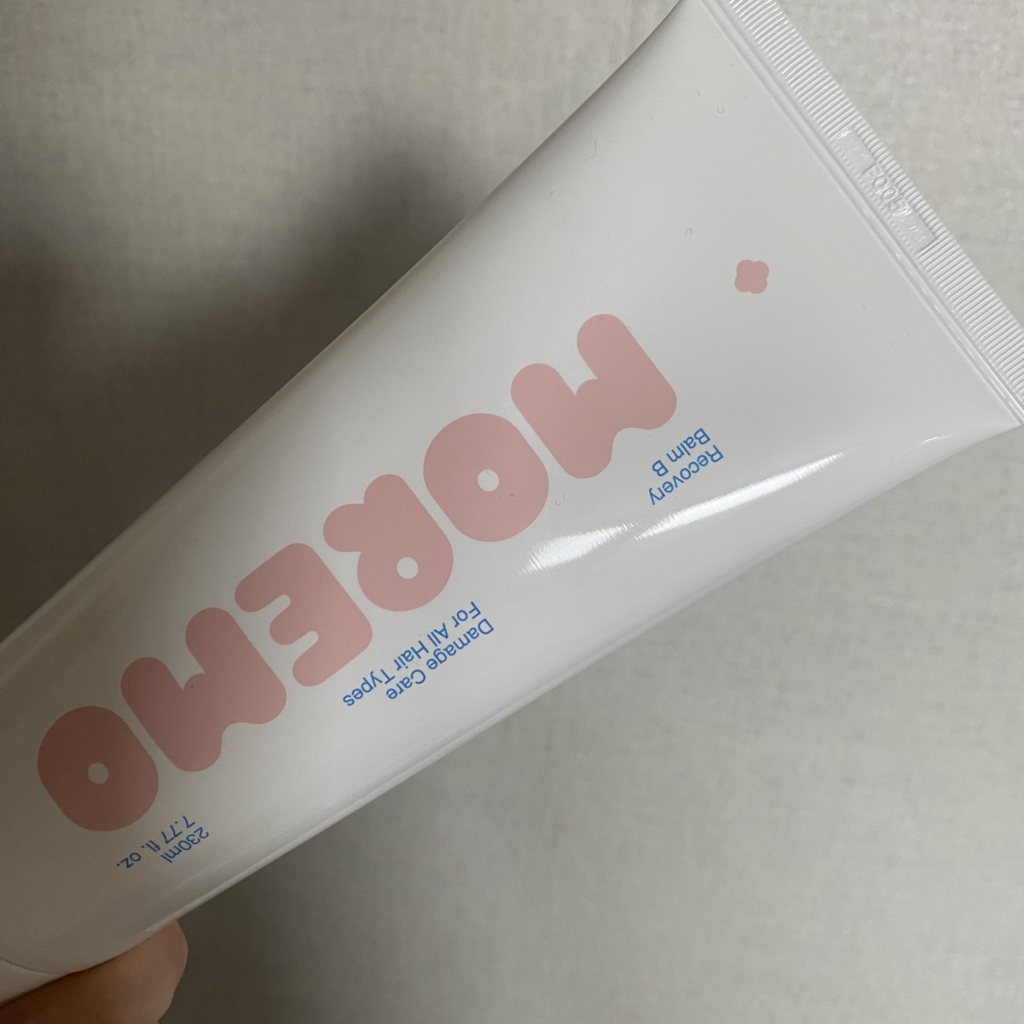 Recovery
Balm B
MOREMO
Damage Care
For All Hair Types
230ml
7.77 fl. oz.